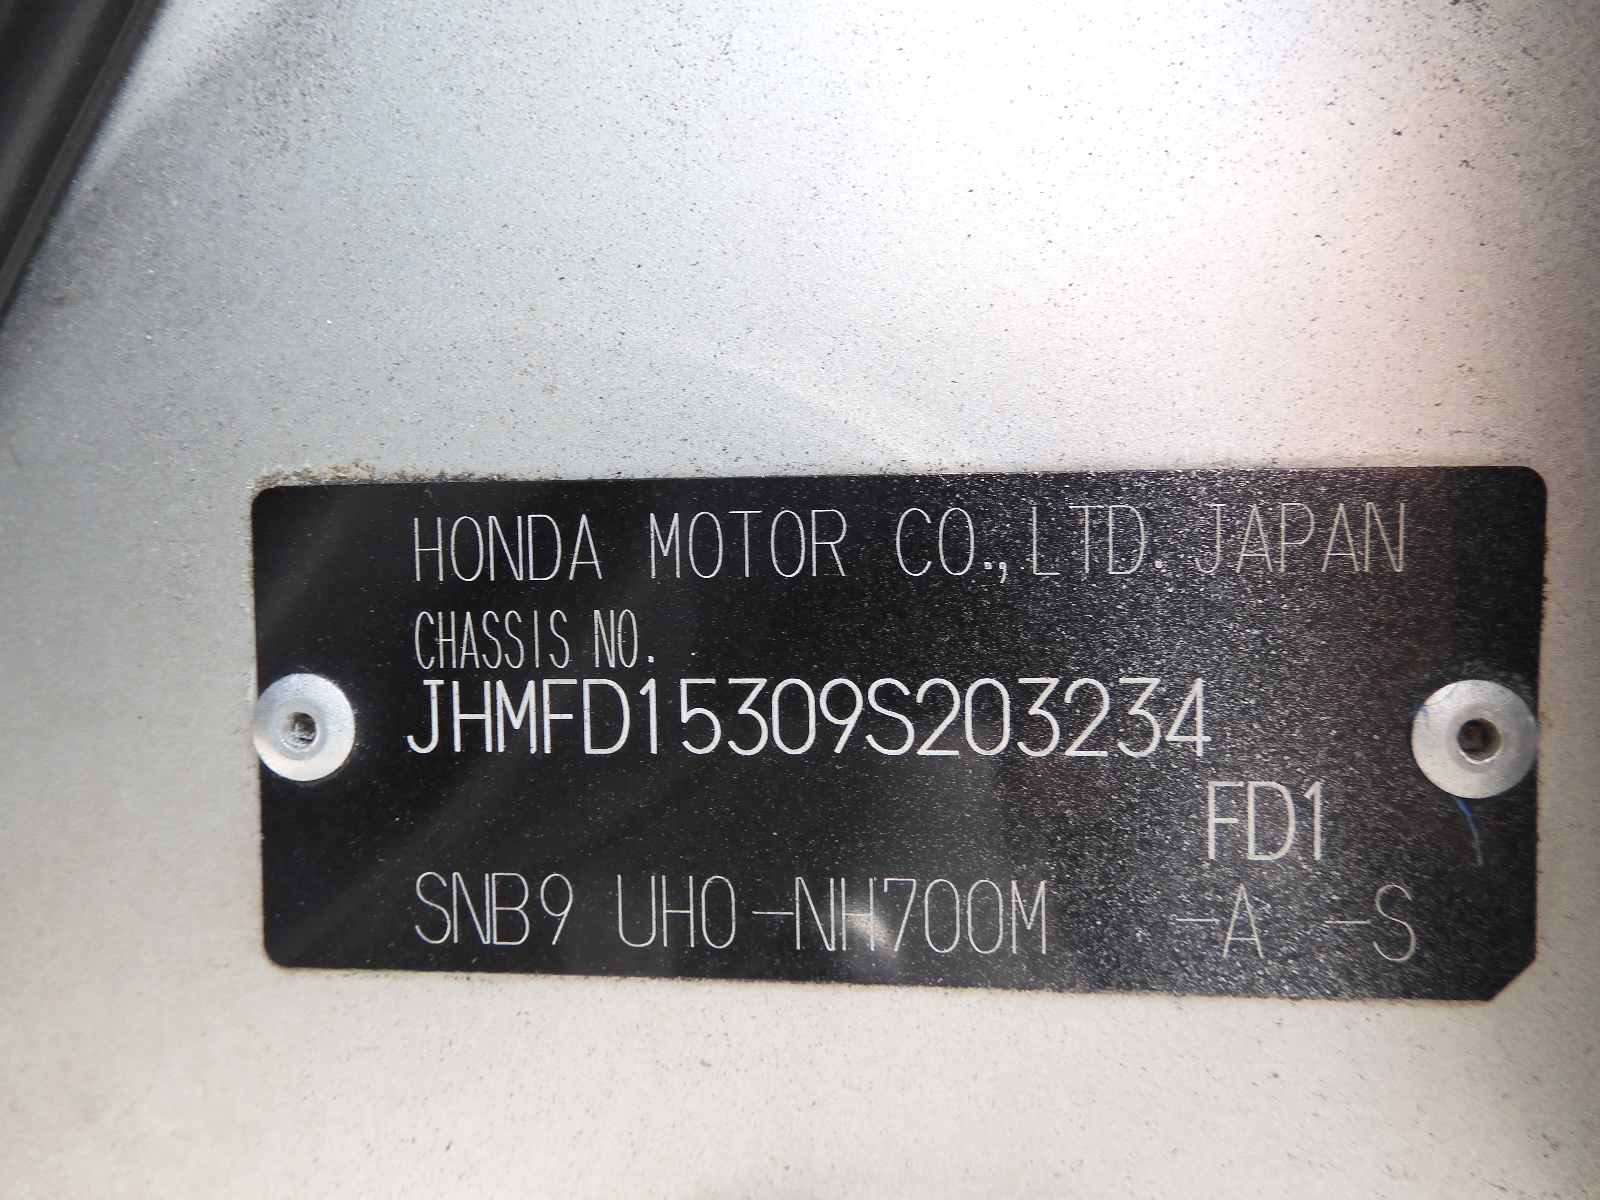 HONDA MOTOR CO., LTD. JAPAN
CHASSIS NO.
JHMFD15309S203234
FD1
SNB9 UH0-NH700M -A -S